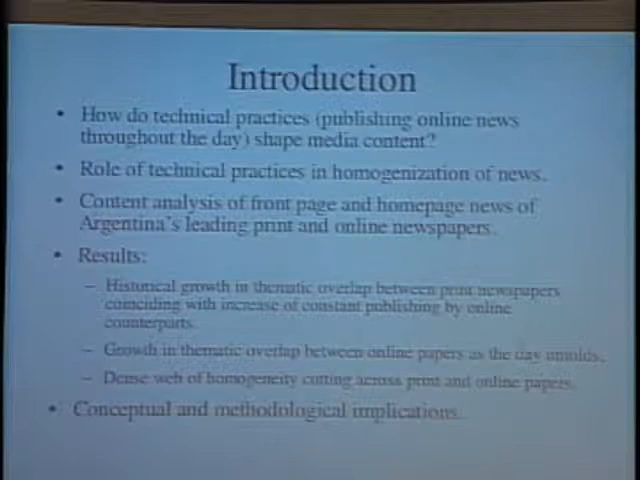 Introduction
• How do technical practices (publishing online news
throughout the day) shape media content?
• Role of technical practices in homogenization of news.
• Content analysis of front page and homepage news of
Argentina's leading print and online newspapers.
• Results:
– Historical growth in thematic overlap between print newspapers
coinciding with increase of constant publishing by online
counterparts.
– Growth in thematic overlap between online papers as the day unfolds.
– Dense web of homogeneity cutting across print and online papers.
• Conceptual and methodological implications.